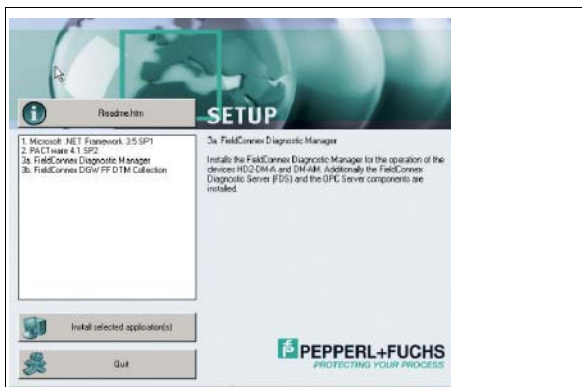 Readme.htm
SETUP
1. Microsoft .NET Framework 3.5 SP1
2. PACTware 4.1 SP2
3a. FieldConnex Diagnostic Manager
3b. FieldConnex DGW FF DTM Collection
3a. FieldConnex Diagnostic Manager
Installs the FieldConnex Diagnostic Manager for the operation of the
devices HD2-DM-A and DM-AM. Additionally the FieldConnex
Diagnostic Server (FDS) and the OPC Server components are
installed.
Install selected application(s)
Quit
PEPPERL+FUCHS
PROTECTING YOUR PROCESS